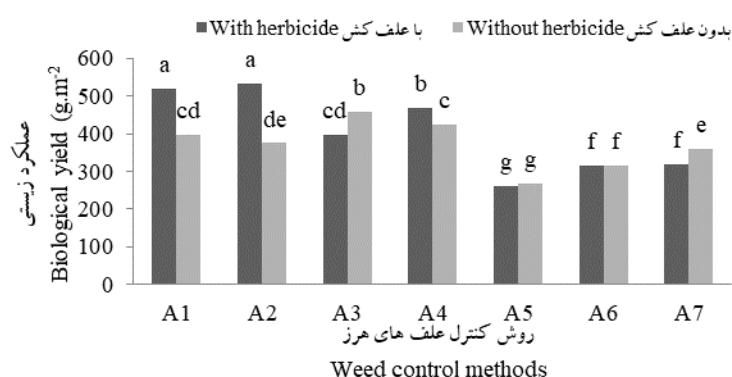 با علف کش With herbicide بدون علف کش Without herbicide
600
500
400
300
200
100
0
عملکرد زیستی
Biological yield (g.m-2
a cd a de cd b b c g g f f f e
A1 A2 A3 A4 A5 A6 A7
روش کنترل علف های هرز
Weed control methods